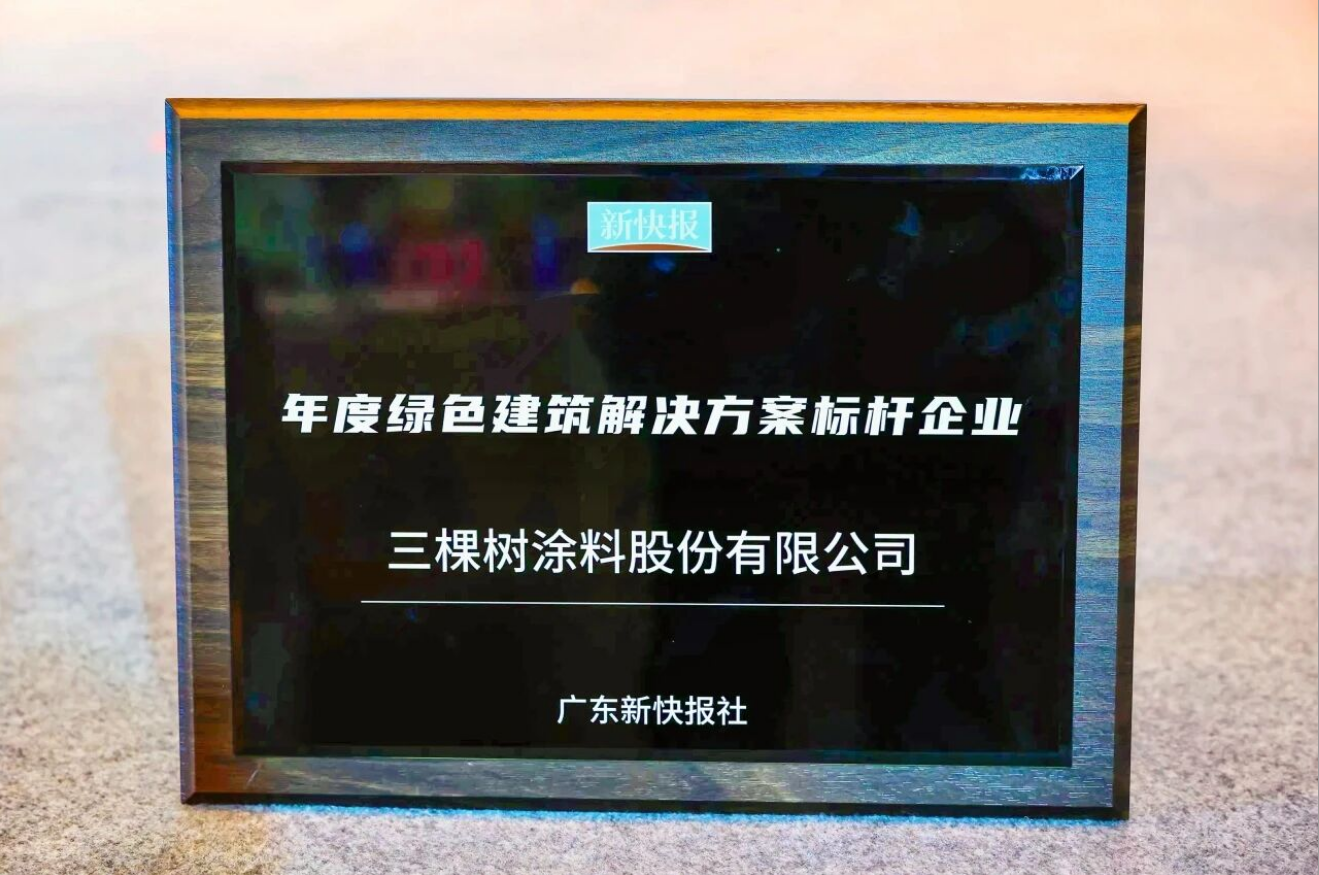 新快报
年度绿色建筑解决方案标杆企业
三棵树涂料股份有限公司
广东新快报社